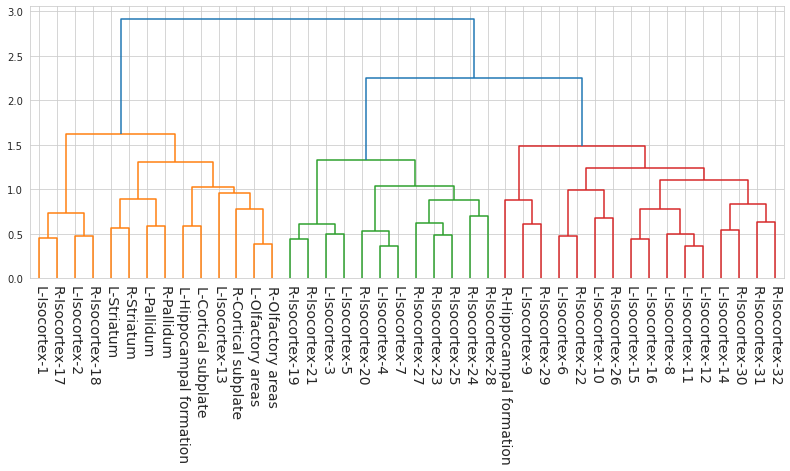 3.0
2.5
2.0
1.5
1.0
0.5
0.0
L-Isocortex-1
R-Isocortex-17
L-Isocortex-2
R-Isocortex-18
L-Striatum
R-Striatum
L-Pallidum
R-Pallidum
L-Hippocampal formation
L-Cortical subplate
L-Isocortex-13
R-Cortical subplate
L-Olfactory areas
R-Olfactory areas
R-Isocortex-19
R-Isocortex-21
L-Isocortex-3
L-Isocortex-5
R-Isocortex-20
L-Isocortex-4
L-Isocortex-7
R-Isocortex-27
R-Isocortex-23
R-Isocortex-25
R-Isocortex-24
R-Isocortex-28
R-Hippocampal formation
L-Isocortex-9
R-Isocortex-29
L-Isocortex-6
R-Isocortex-22
L-Isocortex-10
R-Isocortex-26
L-Isocortex-15
L-Isocortex-16
L-Isocortex-8
L-Isocortex-11
L-Isocortex-12
L-Isocortex-14
R-Isocortex-30
R-Isocortex-31
R-Isocortex-32